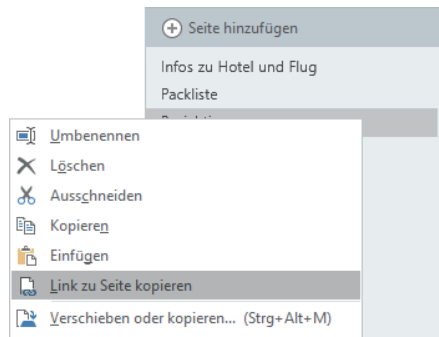 Seite hinzufügen
Infos zu Hotel und Flug
Packliste
Umbenennen
Löschen
Ausschneiden
Kopieren
Einfügen
Link zu Seite kopieren
Verschieben oder kopieren... (Strg+Alt+M)